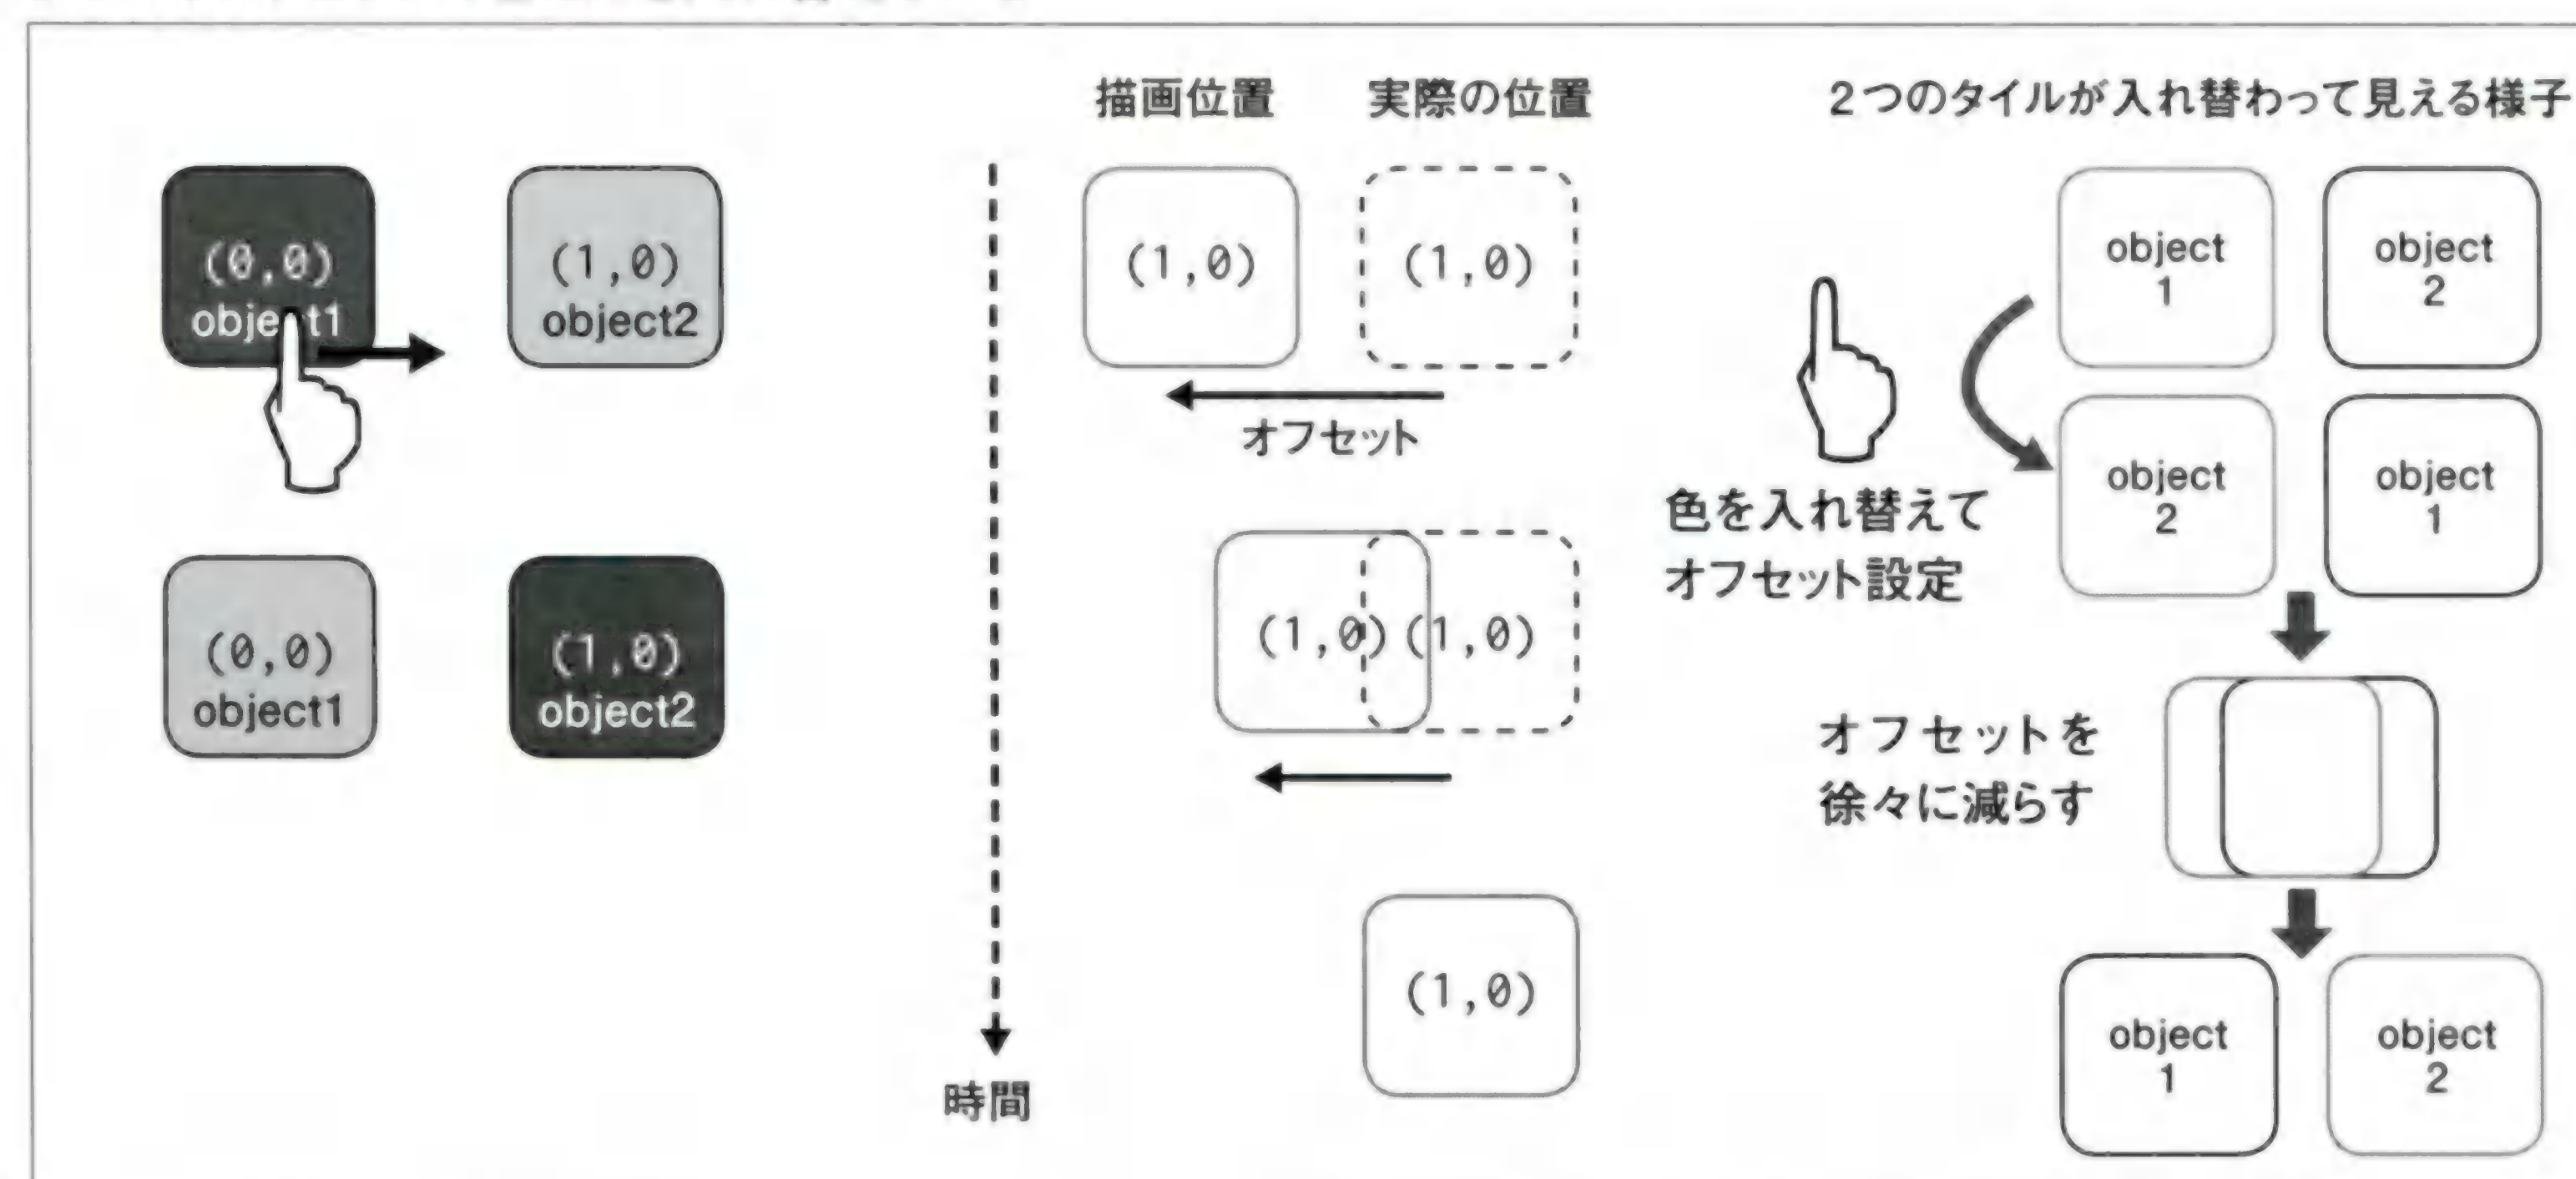 (0,0)
object1
(1,0)
object2
(0,0)
object1
(1,0)
object2
時間
描画位置
実際の位置
(1,0)
(1,0)
オフセット
(1,0)
(1,0)
(1,0)
2つのタイルが入れ替わって見える様子
object
1
object
2
色を入れ替えて
オフセット設定
object
2
object
1
オフセットを
徐々に減らす
object
1
object
2